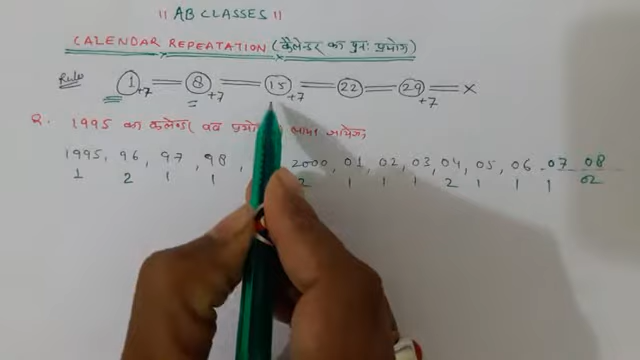 ॥ AB CLASSES ॥
CALENDAR REPEATATION (कैलेन्डर का पुनः प्रयोग)
Rule 1 +7 8 +7 15 +7 22 29 +7 ×
Q. 1995 का कलेन्डर कब लाया जायेगा
1995, 96, 97, 98, 2000, 01, 02, 03, 04, 05, 06, 07 08
1 2 1 1 2 1 1 1 2 1 1 1 02